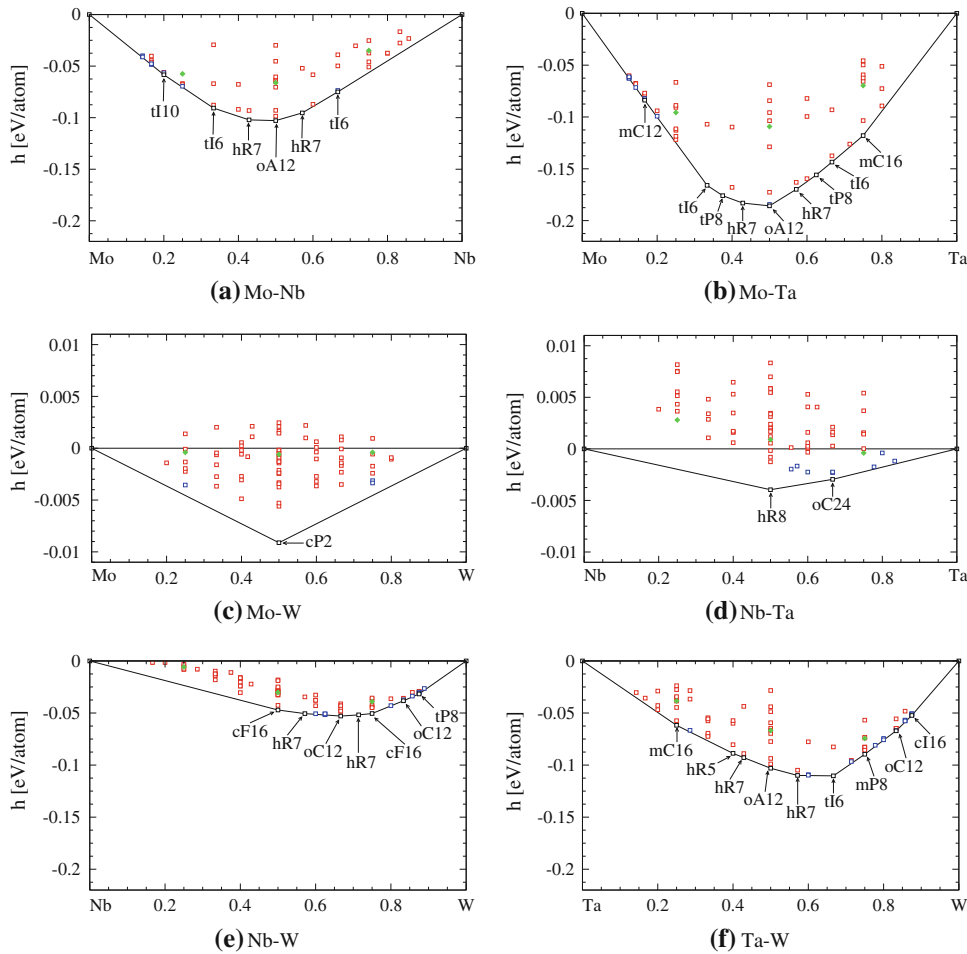 0
-0.05
-0.1
-0.15
-0.2
h [eV/atom]
tI10
tI6
hR7
oA12
hR7
tI6
Mo 0.2 0.4 0.6 0.8 Nb
(a) Mo-Nb
0
-0.05
-0.1
-0.15
-0.2
h [eV/atom]
mC12
tI6
tP8
hR7
oA12
hR7
tP8
tI6
mC16
Mo 0.2 0.4 0.6 0.8 Ta
(b) Mo-Ta
0.01
0.005
0
-0.005
-0.01
h [eV/atom]
cP2
Mo 0.2 0.4 0.6 0.8 W
(c) Mo-W
0.01
0.005
0
-0.005
-0.01
h [eV/atom]
hR8
oC24
Nb 0.2 0.4 0.6 0.8 Ta
(d) Nb-Ta
0
-0.05
-0.1
-0.15
-0.2
h [eV/atom]
cF16
hR7
oC12
hR7
cF16
oC12
tP8
Nb 0.2 0.4 0.6 0.8 W
(e) Nb-W
0
-0.05
-0.1
-0.15
-0.2
h [eV/atom]
mC16
hR5
hR7
oA12
hR7
tI6
mP8
oC12
cI16
Ta 0.2 0.4 0.6 0.8 W
(f) Ta-W